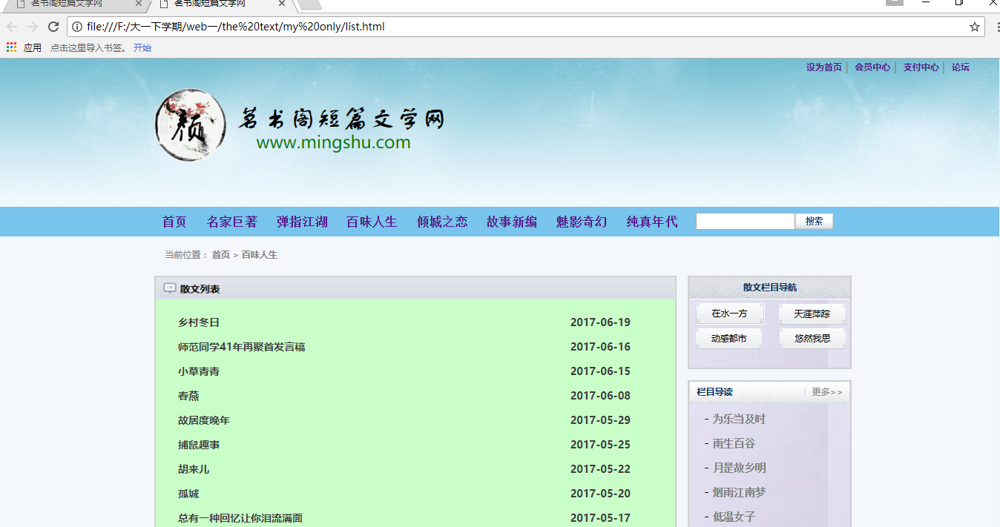 茗书阁短篇文学网 茗书阁短篇文学网
file:///F:/大一下学期/web一/the%20text/my%20only/list.html
应用 点击这里导入书签。 开始
设为首页 会员中心 支付中心 论坛
颜
茗书阁短篇文学网
www.mingshu.com
首页 名家巨著 弹指江湖 百味人生 倾城之恋 故事新编 魅影奇幻 纯真年代 搜索
当前位置： 首页 > 百味人生
散文列表
乡村冬日 2017-06-19
师范同学41年再聚首发言稿 2017-06-16
小草青青 2017-06-15
春燕 2017-06-08
故居度晚年 2017-05-29
捕鼠趣事 2017-05-25
胡来儿 2017-05-22
孤城 2017-05-20
总有一种回忆让你泪流满面 2017-05-17
散文栏目导航
在水一方 天涯萍踪
动感都市 悠然我思
栏目导读 更多>>
- 为乐当及时
- 雨生百谷
- 月是故乡明
- 烟雨江南梦
- 低温女子